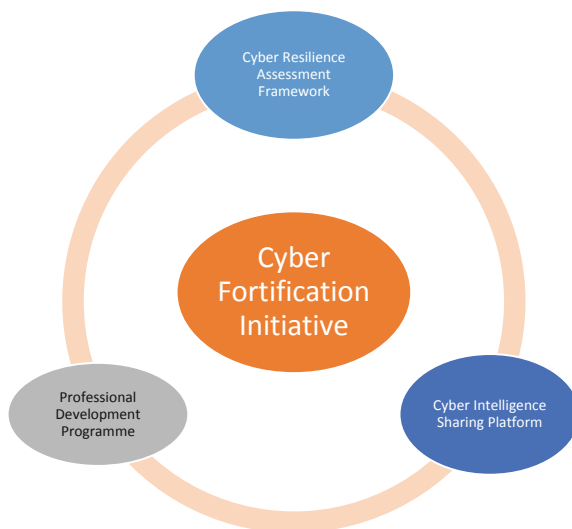 Cyber Resilience
Assessment
Framework
Cyber
Fortification
Initiative
Professional
Development
Programme
Cyber Intelligence
Sharing Platform